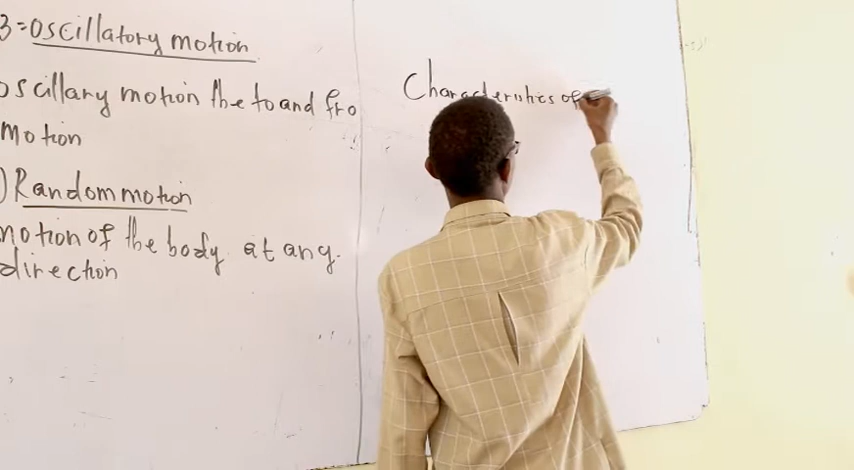 3=oscillatory motion
oscillary motion the to and fro
motion
) Random motion
motion of the body at any.
direction
Characteristics of